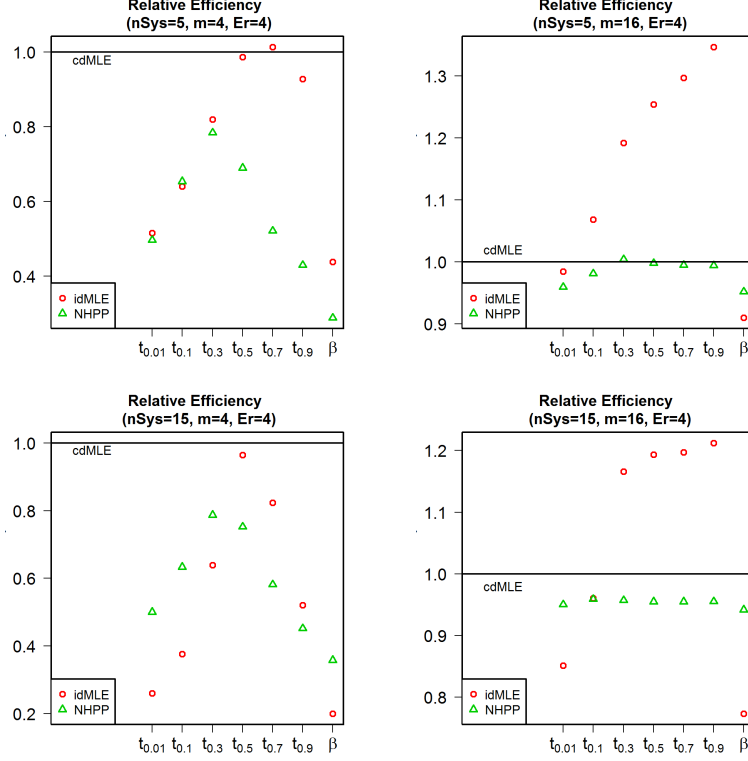 Relative Efficiency
(nSys=5, m=4, Er=4)
1.0
0.8
0.6
0.4
cdMLE
idMLE
NHPP
t0.01 t0.1 t0.3 t0.5 t0.7 t0.9 β
Relative Efficiency
(nSys=5, m=16, Er=4)
1.3
1.2
1.1
1.0
0.9
cdMLE
idMLE
NHPP
t0.01 t0.1 t0.3 t0.5 t0.7 t0.9 β
Relative Efficiency
(nSys=15, m=4, Er=4)
1.0
0.8
0.6
0.4
0.2
cdMLE
idMLE
NHPP
t0.01 t0.1 t0.3 t0.5 t0.7 t0.9 β
Relative Efficiency
(nSys=15, m=16, Er=4)
1.2
1.1
1.0
0.9
0.8
cdMLE
idMLE
NHPP
t0.01 t0.1 t0.3 t0.5 t0.7 t0.9 β